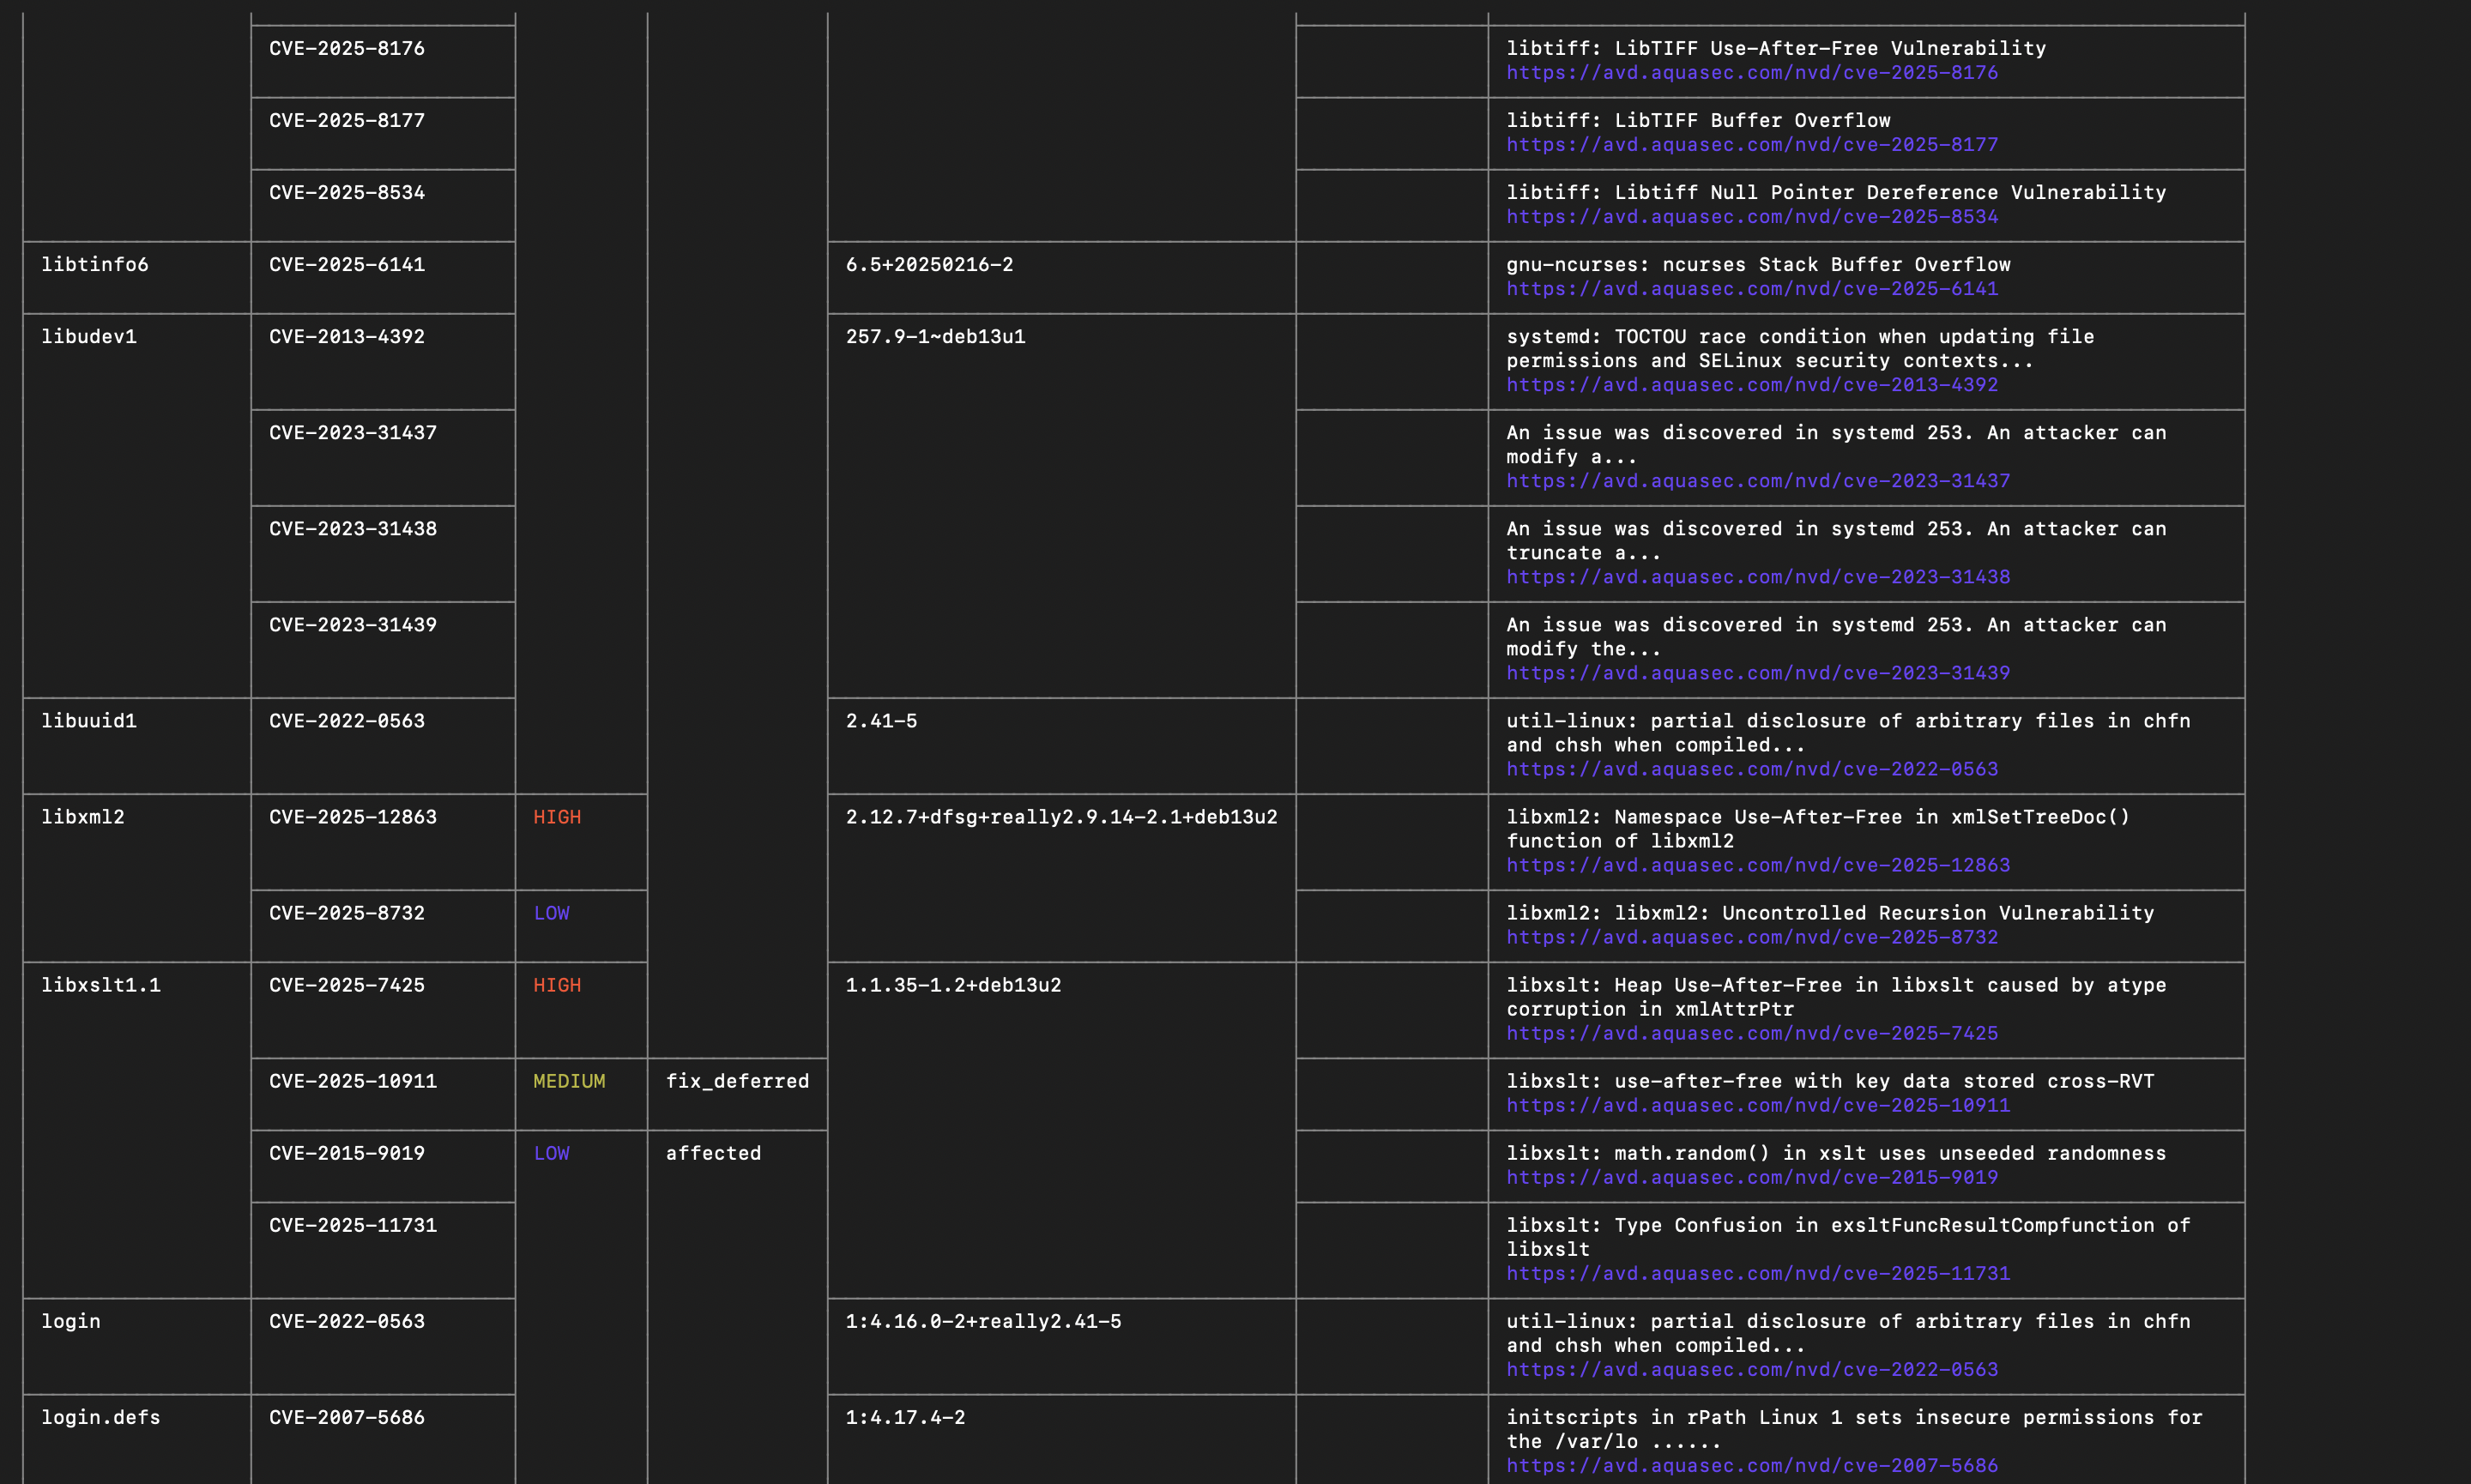 CVE-2025-8176 libtiff: LibTIFF Use-After-Free Vulnerability
https://avd.aquasec.com/nvd/cve-2025-8176
CVE-2025-8177 libtiff: LibTIFF Buffer Overflow
https://avd.aquasec.com/nvd/cve-2025-8177
CVE-2025-8534 libtiff: Libtiff Null Pointer Dereference Vulnerability
https://avd.aquasec.com/nvd/cve-2025-8534
libtinfo6 CVE-2025-6141 6.5+20250216-2 gnu-ncurses: ncurses Stack Buffer Overflow
https://avd.aquasec.com/nvd/cve-2025-6141
libudev1 CVE-2013-4392 257.9-1~deb13u1 systemd: TOCTOU race condition when updating file
permissions and SELinux security contexts...
https://avd.aquasec.com/nvd/cve-2013-4392
CVE-2023-31437 An issue was discovered in systemd 253. An attacker can
modify a...
https://avd.aquasec.com/nvd/cve-2023-31437
CVE-2023-31438 An issue was discovered in systemd 253. An attacker can
truncate a...
https://avd.aquasec.com/nvd/cve-2023-31438
CVE-2023-31439 An issue was discovered in systemd 253. An attacker can
modify the...
https://avd.aquasec.com/nvd/cve-2023-31439
libuuid1 CVE-2022-0563 2.41-5 util-linux: partial disclosure of arbitrary files in chfn
and chsh when compiled...
https://avd.aquasec.com/nvd/cve-2022-0563
libxml2 CVE-2025-12863 HIGH 2.12.7+dfsg+really2.9.14-2.1+deb13u2 libxml2: Namespace Use-After-Free in xmlSetTreeDoc()
function of libxml2
https://avd.aquasec.com/nvd/cve-2025-12863
CVE-2025-8732 LOW libxml2: libxml2: Uncontrolled Recursion Vulnerability
https://avd.aquasec.com/nvd/cve-2025-8732
libxslt1.1 CVE-2025-7425 HIGH 1.1.35-1.2+deb13u2 libxslt: Heap Use-After-Free in libxslt caused by atype
corruption in xmlAttrPtr
https://avd.aquasec.com/nvd/cve-2025-7425
CVE-2025-10911 MEDIUM fix_deferred libxslt: use-after-free with key data stored cross-RVT
https://avd.aquasec.com/nvd/cve-2025-10911
CVE-2015-9019 LOW affected libxslt: math.random() in xslt uses unseeded randomness
https://avd.aquasec.com/nvd/cve-2015-9019
CVE-2025-11731 libxslt: Type Confusion in exsltFuncResultCompfunction of
libxslt
https://avd.aquasec.com/nvd/cve-2025-11731
login CVE-2022-0563 1:4.16.0-2+really2.41-5 util-linux: partial disclosure of arbitrary files in chfn
and chsh when compiled...
https://avd.aquasec.com/nvd/cve-2022-0563
login.defs CVE-2007-5686 1:4.17.4-2 initscripts in rPath Linux 1 sets insecure permissions for
the /var/lo ......
https://avd.aquasec.com/nvd/cve-2007-5686